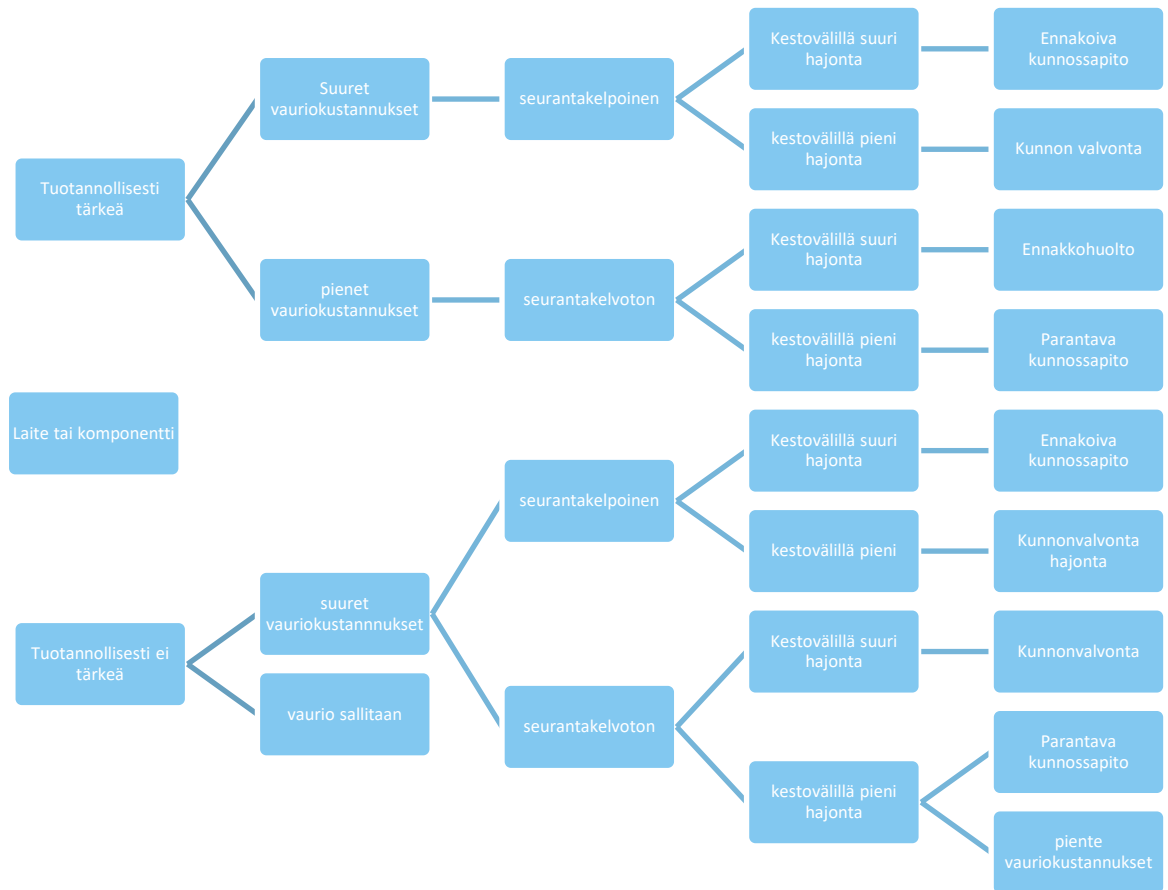 Tuotannollisesti
tärkeä
Suuret
vauriokustannukset
seurantakelpoinen
Kestovälillä suuri
hajonta
Ennakoiva
kunnossapito
kestovälillä pieni
hajonta
Kunnon valvonta
pienet
vauriokustannukset
seurantakelvoton
Kestovälillä suuri
hajonta
Ennakkohuolto
kestovälillä pieni
hajonta
Parantava
kunnossapito
Laite tai komponentti
Tuotannollisesti ei
tärkeä
suuret
vauriokustannnukset
seurantakelpoinen
Kestovälillä suuri
hajonta
Ennakoiva
kunnossapito
kestovälillä pieni
Kunnonvalvonta
hajonta
seurantakelvoton
Kestovälillä suuri
hajonta
Kunnonvalvonta
kestovälillä pieni
hajonta
Parantava
kunnossapito
piente
vauriokustannukset
vaurio sallitaan